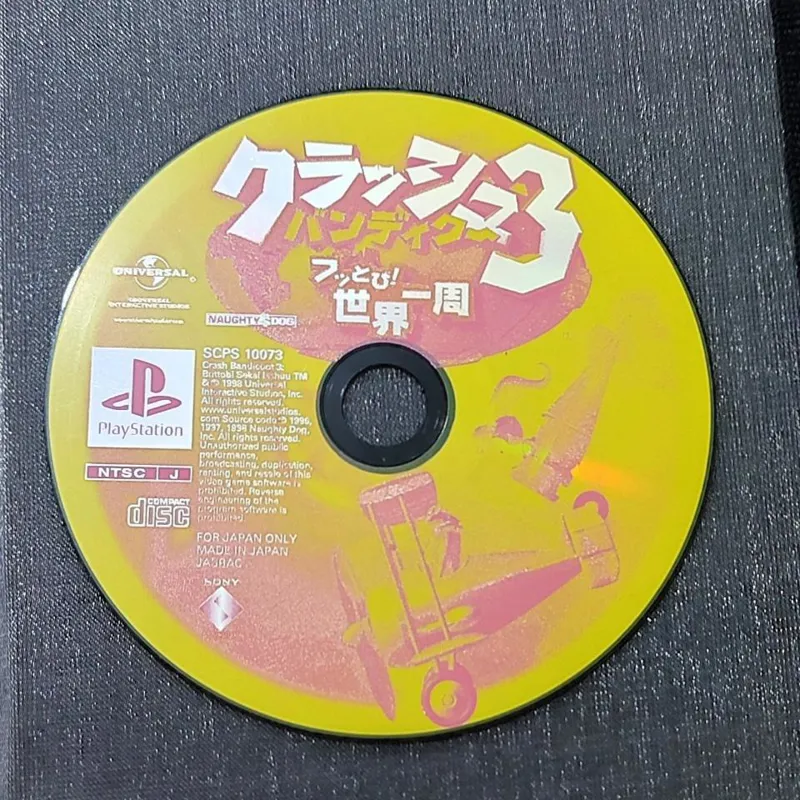 クラッシュ3
バンディクー
ブッとび!
世界一周
UNIVERSAL
UNIVERSAL
INTERACTIVE STUDIOS
NAUGHTY DOG
SCPS 10073
Crash Bandicoot 3:
Buttobi Sekai Isshuu TM
& © 1998 Universal
Interactive Studios, Inc.
All rights reserved.
www.universalstudios.
com Source code © 1996,
1997, 1998 Naughty Dog,
Inc. All rights reserved.
Unauthorized public
performance,
broadcasting, duplication,
renting, and resale of this
video game software is
prohibited. Reverse
engineering of the
program software is
prohibited.
PlayStation
NTSC J
COMPACT
disc
FOR JAPAN ONLY
MADE IN JAPAN
SONY